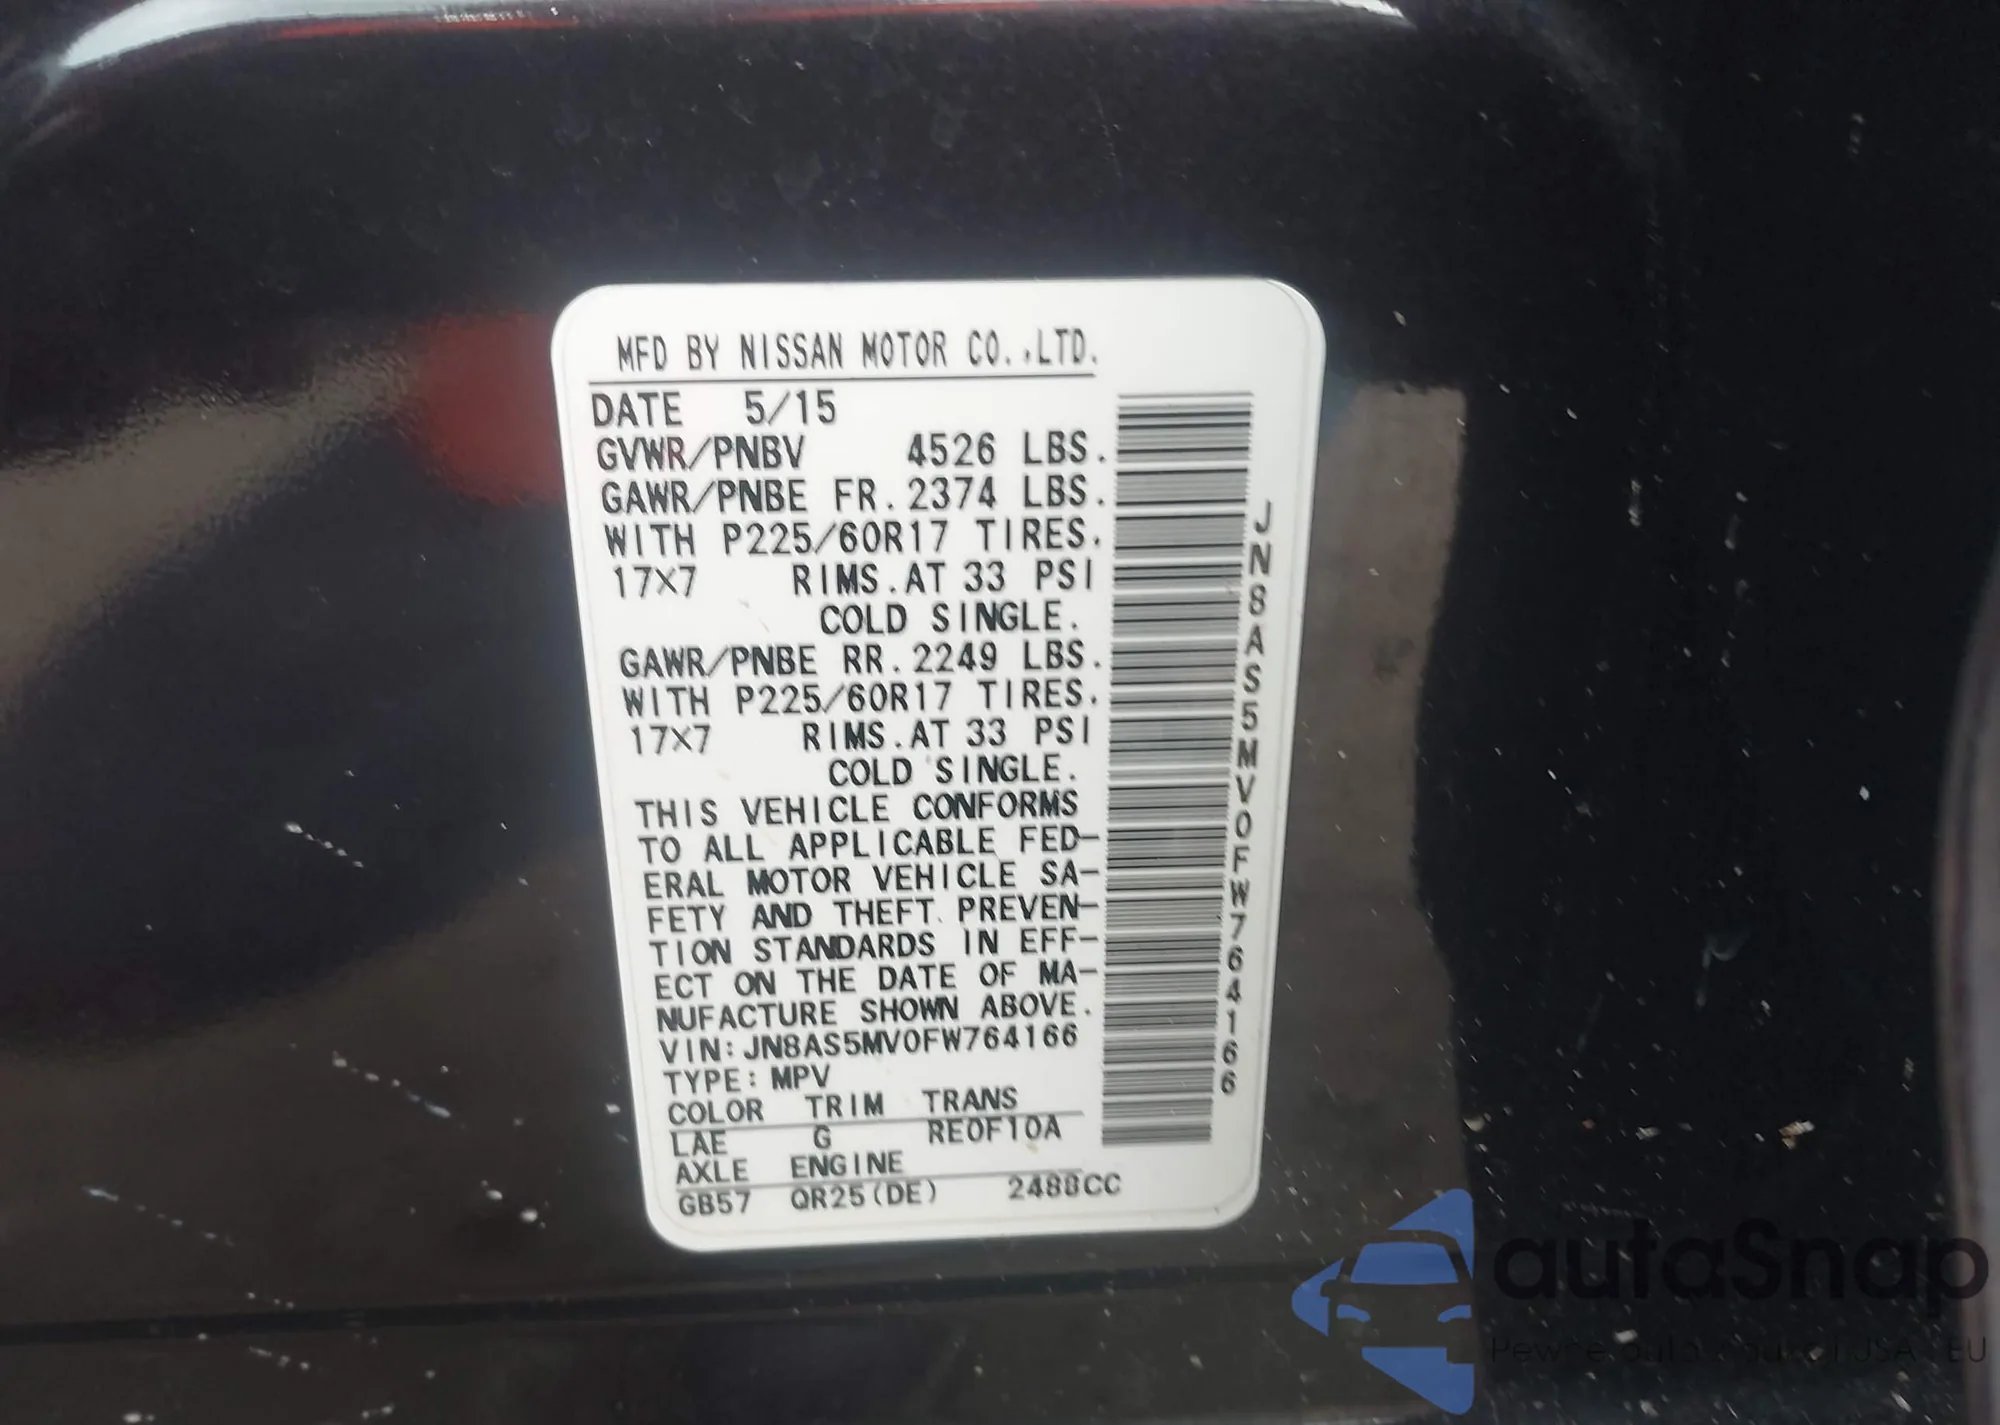 MFD BY NISSAN MOTOR CO.,LTD.
DATE 5/15
GVWR/PNBV 4526 LBS.
GAWR/PNBE FR.2374 LBS.
WITH P225/60R17 TIRES.
17×7 RIMS.AT 33 PSI
COLD SINGLE.
GAWR/PNBE RR.2249 LBS.
WITH P225/60R17 TIRES.
17×7 RIMS.AT 33 PSI
COLD SINGLE.
THIS VEHICLE CONFORMS
TO ALL APPLICABLE FED-
ERAL MOTOR VEHICLE SA-
FETY AND THEFT PREVEN-
TION STANDARDS IN EFF-
ECT ON THE DATE OF MA-
NUFACTURE SHOWN ABOVE.
VIN:JN8AS5MV0FW764166
TYPE:MPV
COLOR TRIM TRANS
LAE G RE0F10A
AXLE ENGINE
GB57 QR25(DE) 2488CC
JN8AS5MV0FW764166
autaSnap
USA EU